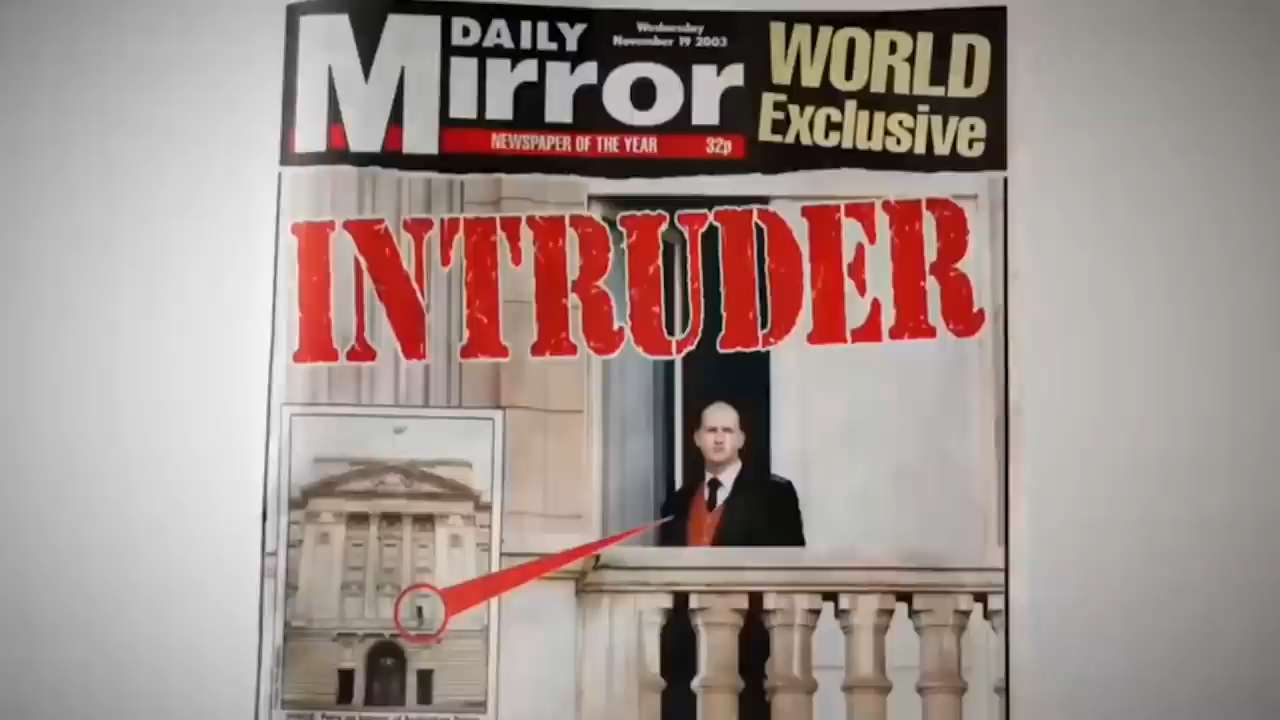 DAILY
Mirror
Wednesday
November 19 2003
NEWSPAPER OF THE YEAR 32p
WORLD
Exclusive
INTRUDER